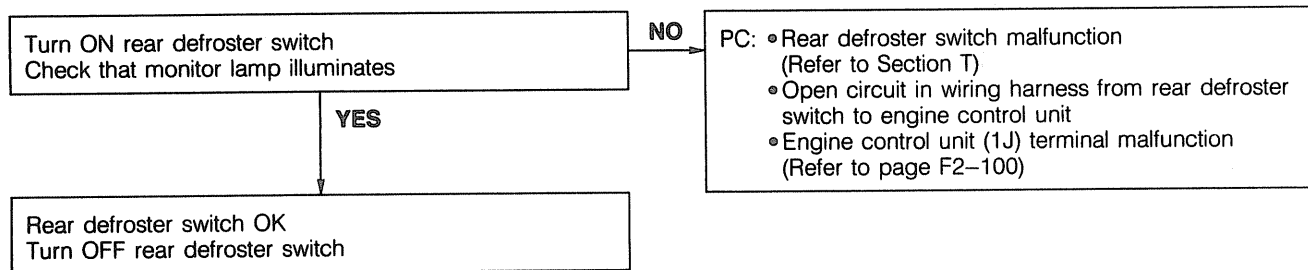 Turn ON rear defroster switch
Check that monitor lamp illuminates
NO
PC: • Rear defroster switch malfunction
(Refer to Section T)
• Open circuit in wiring harness from rear defroster
switch to engine control unit
• Engine control unit (1J) terminal malfunction
(Refer to page F2–100)
YES
Rear defroster switch OK
Turn OFF rear defroster switch